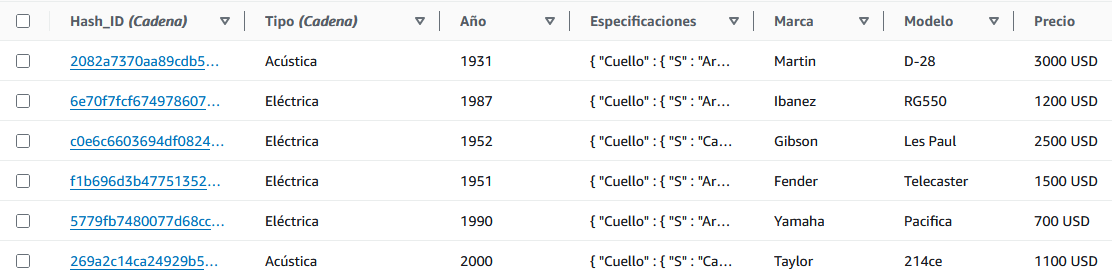 Hash_ID (Cadena) Tipo (Cadena) Año Especificaciones Marca Modelo Precio
2082a7370aa89cdb5... Acústica 1931 { "Cuello" : { "S" : "Ar... Martin D-28 3000 USD
6e70f7fcf674978607... Eléctrica 1987 { "Cuello" : { "S" : "Ar... Ibanez RG550 1200 USD
c0e6c6603694df0824... Eléctrica 1952 { "Cuello" : { "S" : "Ca... Gibson Les Paul 2500 USD
f1b696d3b47751352... Eléctrica 1951 { "Cuello" : { "S" : "Ar... Fender Telecaster 1500 USD
5779fb7480077d68cc... Eléctrica 1990 { "Cuello" : { "S" : "Ar... Yamaha Pacifica 700 USD
269a2c14ca24929b5... Acústica 2000 { "Cuello" : { "S" : "Ca... Taylor 214ce 1100 USD